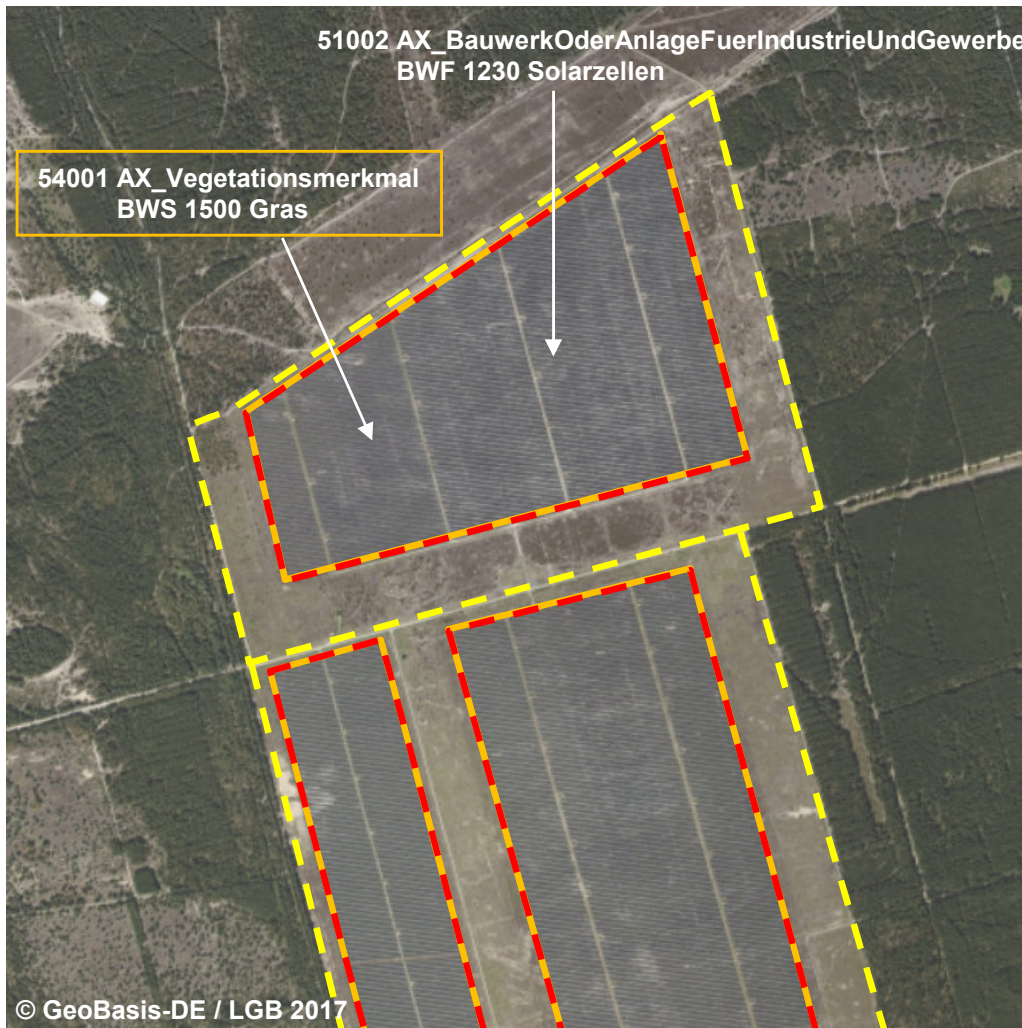 51002 AX_BauwerkOderAnlageFuerIndustrieUndGewerbe
BWF 1230 Solarzellen
54001 AX_Vegetationsmerkmal
BWS 1500 Gras
© GeoBasis-DE / LGB 2017